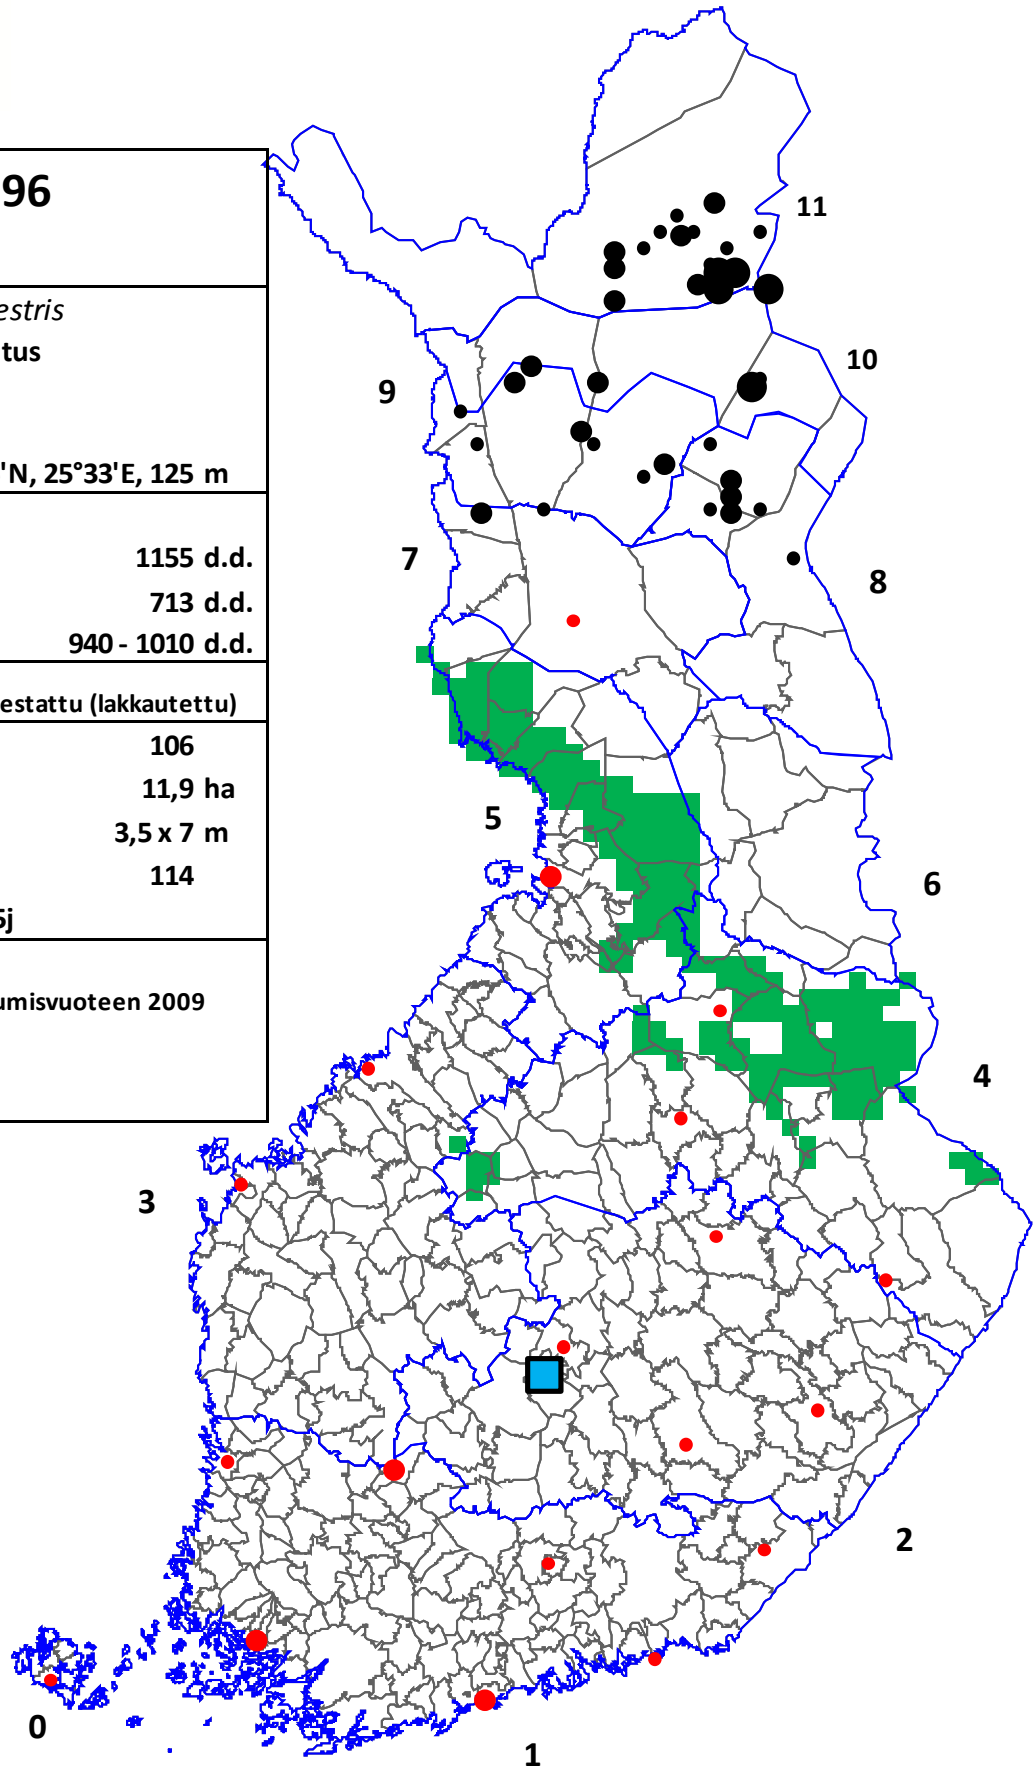 96
estris
tus
'N, 25°33'E, 125 m
1155 d.d.
713 d.d.
940 - 1010 d.d.
estattu (lakkautettu)
106
11,9 ha
3,5 x 7 m
114
5j
umisvuoteen 2009
11
10
9
7
8
5
6
4
3
2
0
1